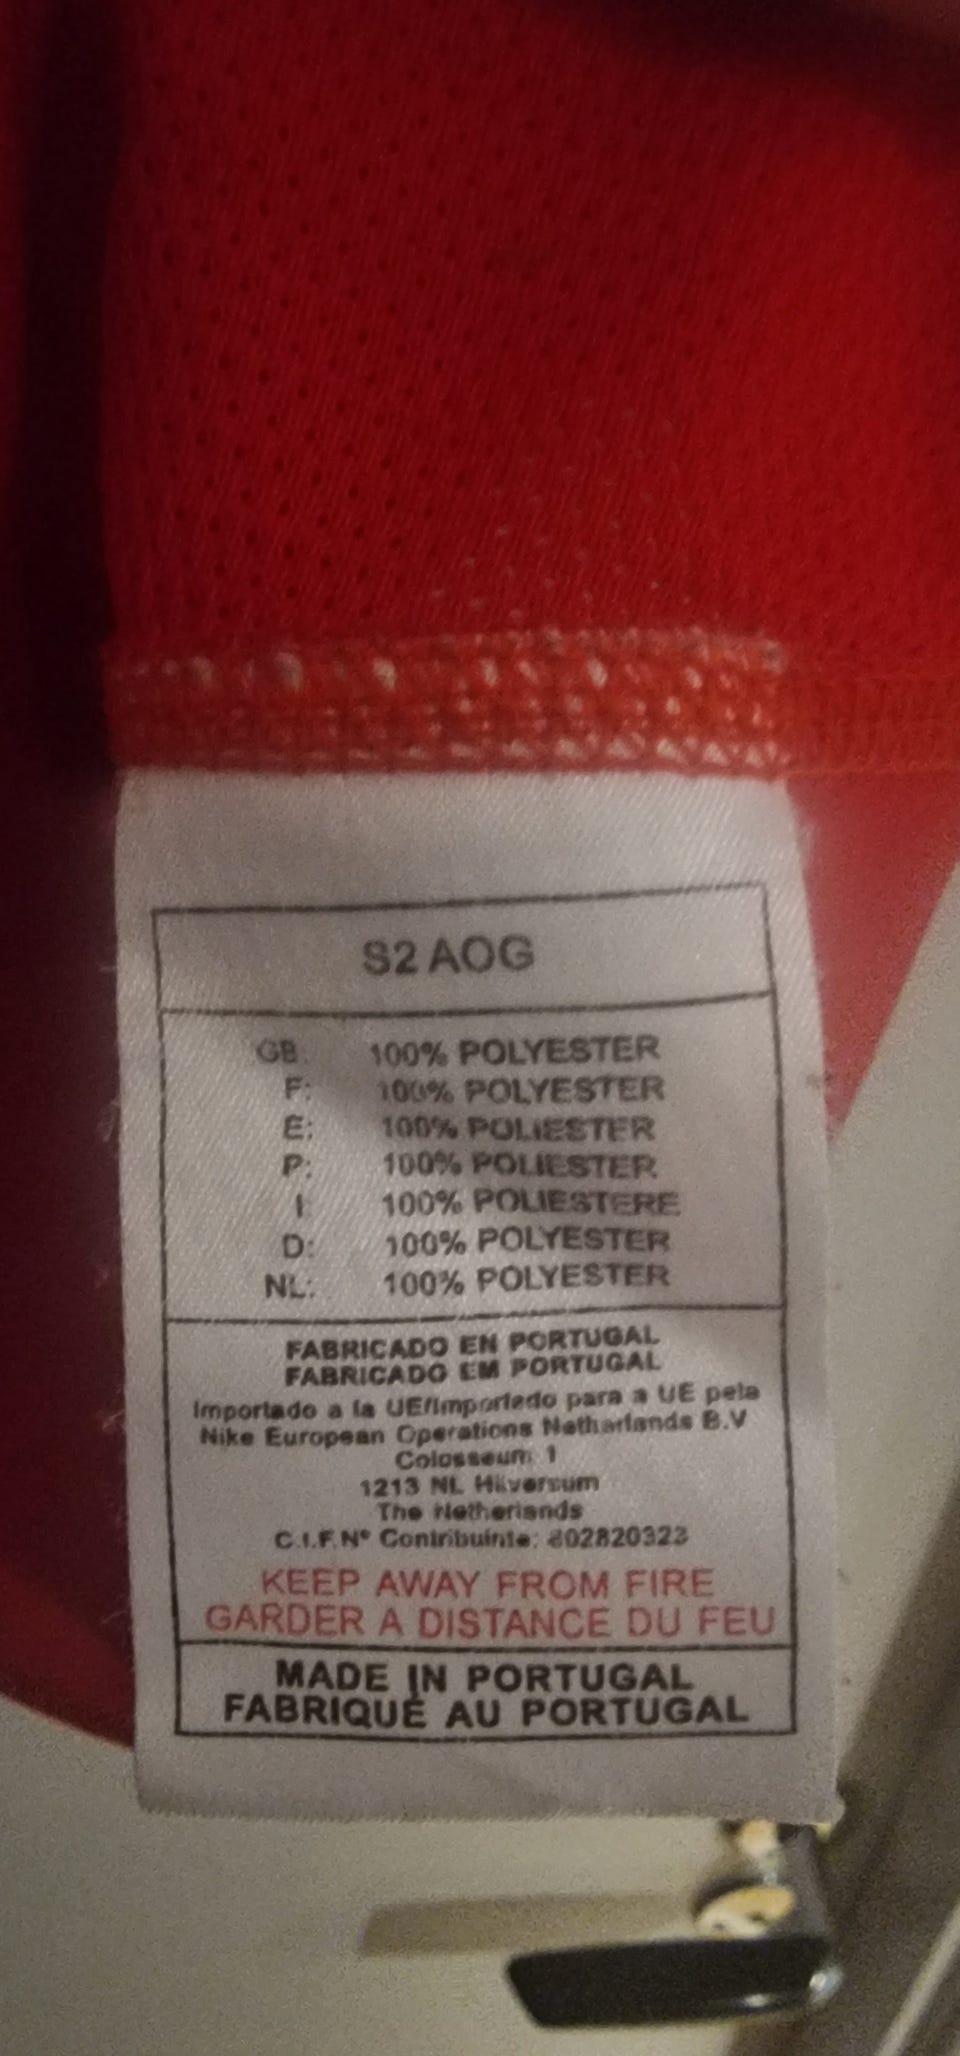 S2 AOG
GB: 100% POLYESTER
F: 100% POLYESTER
E: 100% POLIESTER
P: 100% POLIESTER
I 100% POLIESTERE
D: 100% POLYESTER
NL: 100% POLYESTER
FABRICADO EN PORTUGAL
FABRICADO EM PORTUGAL
Importado a la UE/Importado para a UE pela
Nike European Operations Netharlands B.V
Colosseum 1
1213 NL Hilversum
The Netherlands
C.I.F.Nº Contribuinte:
KEEP AWAY FROM FIRE
GARDER A DISTANCE DU FEU
MADE IN PORTUGAL
FABRIQUÉ AU PORTUGAL